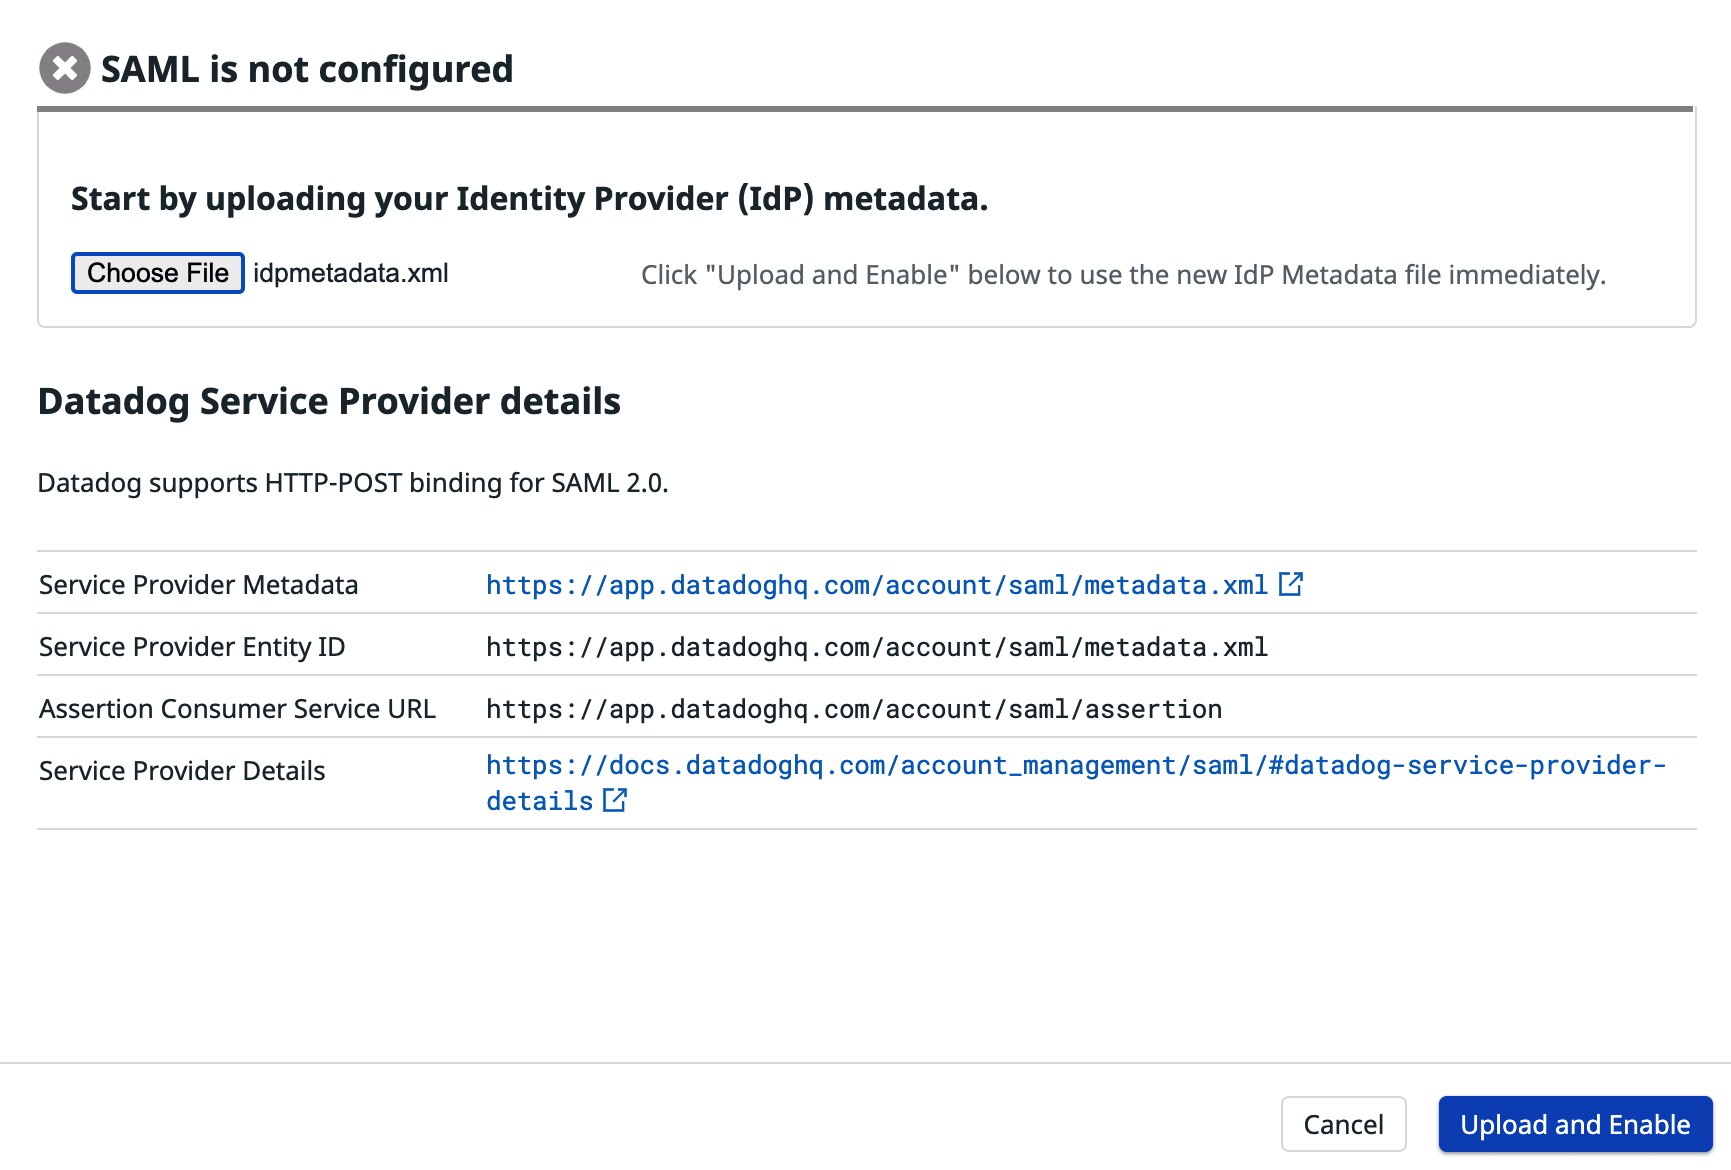 SAML is not configured
Start by uploading your Identity Provider (IdP) metadata.
Choose File idpmetadata.xml Click "Upload and Enable" below to use the new IdP Metadata file immediately.
Datadog Service Provider details
Datadog supports HTTP-POST binding for SAML 2.0.
Service Provider Metadata https://app.datadoghq.com/account/saml/metadata.xml
Service Provider Entity ID https://app.datadoghq.com/account/saml/metadata.xml
Assertion Consumer Service URL https://app.datadoghq.com/account/saml/assertion
Service Provider Details https://docs.datadoghq.com/account_management/saml/#datadog-service-provider-
details
Cancel Upload and Enable